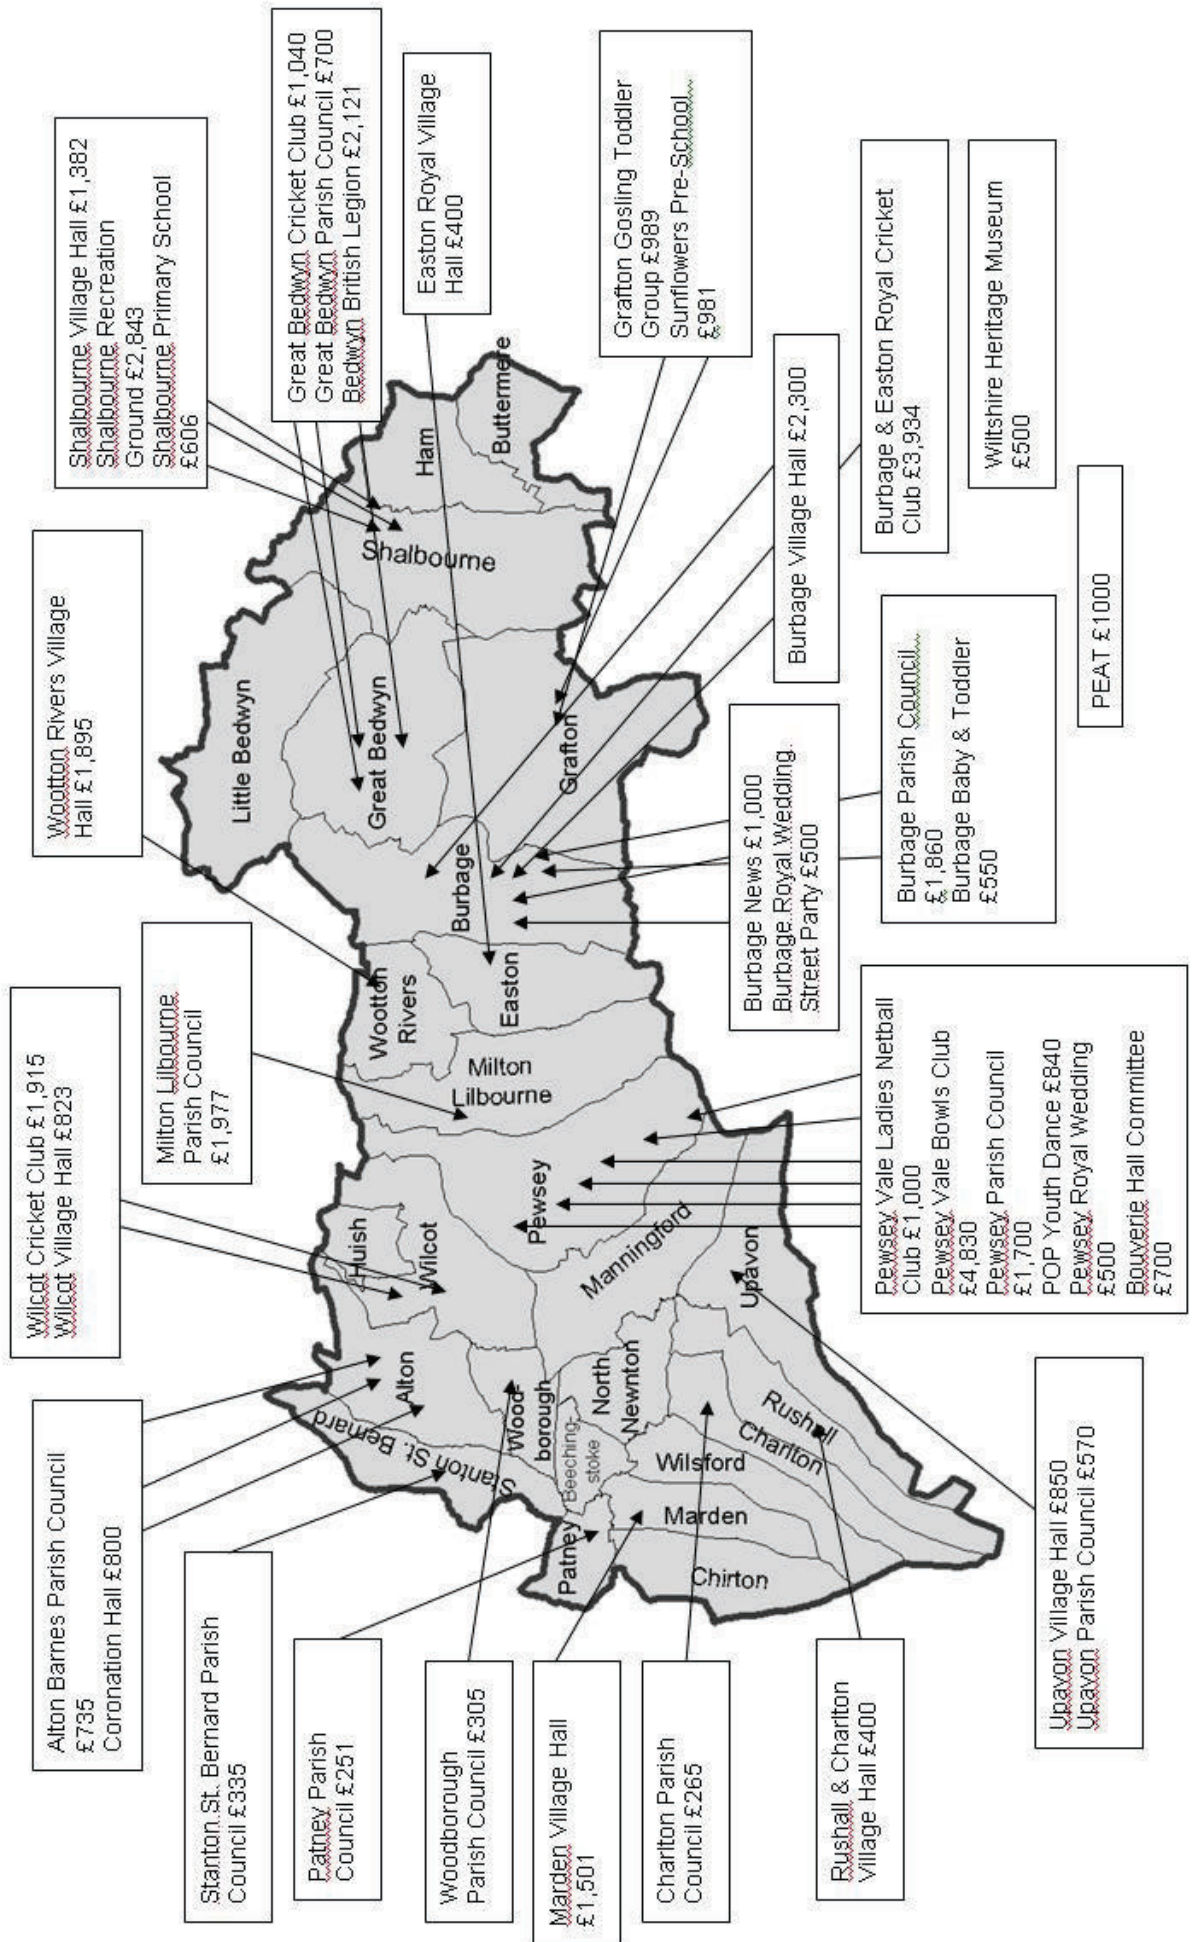 Alton Barnes Parish Council
£735
Coronation Hall £800
Wilcot Cricket Club £1,915
Wilcot Village Hall £823
Milton Lilbourne
Parish Council
£1,977
Wootton Rivers Village
Hall £1,895
Shalbourne Village Hall £1,382
Shalbourne Recreation
Ground £2,843
Shalbourne Primary School
£606
Great Bedwyn Cricket Club £1,040
Great Bedwyn Parish Council £700
Bedwyn British Legion £2,121
Easton Royal Village
Hall £400
Stanton St. Bernard Parish
Council £335
Patney Parish
Council £251
Woodborough
Parish Council £305
Marden Village Hall
£1,501
Charlton Parish
Council £265
Rushall & Charlton
Village Hall £400
Stanton St. Bernard
Alton
Huish
Wilcot
Wood-
borough
Beeching-
stoke
Patney
North
Newnton
Wilsford
Marden
Chirton
Charlton
Rushall
Upavon
Manningford
Pewsey
Milton
Lilbourne
Wootton
Rivers
Easton
Burbage
Little Bedwyn
Great Bedwyn
Grafton
Shalbourne
Ham
Buttermere
Grafton Gosling Toddler
Group £989
Sunflowers Pre-School
£981
Burbage Village Hall £2,300
Burbage & Easton Royal Cricket
Club £3,934
Wiltshire Heritage Museum
£500
Burbage News £1,000
Burbage Royal Wedding
Street Party £500
Burbage Parish Council
£1,860
Burbage Baby & Toddler
£550
PEAT £1000
Pewsey Vale Ladies Netball
Club £1,000
Pewsey Vale Bowls Club
£4,830
Pewsey Parish Council
£1,700
POP Youth Dance £840
Pewsey Royal Wedding
£500
Bouverie Hall Committee
£700
Upavon Village Hall £850
Upavon Parish Council £570